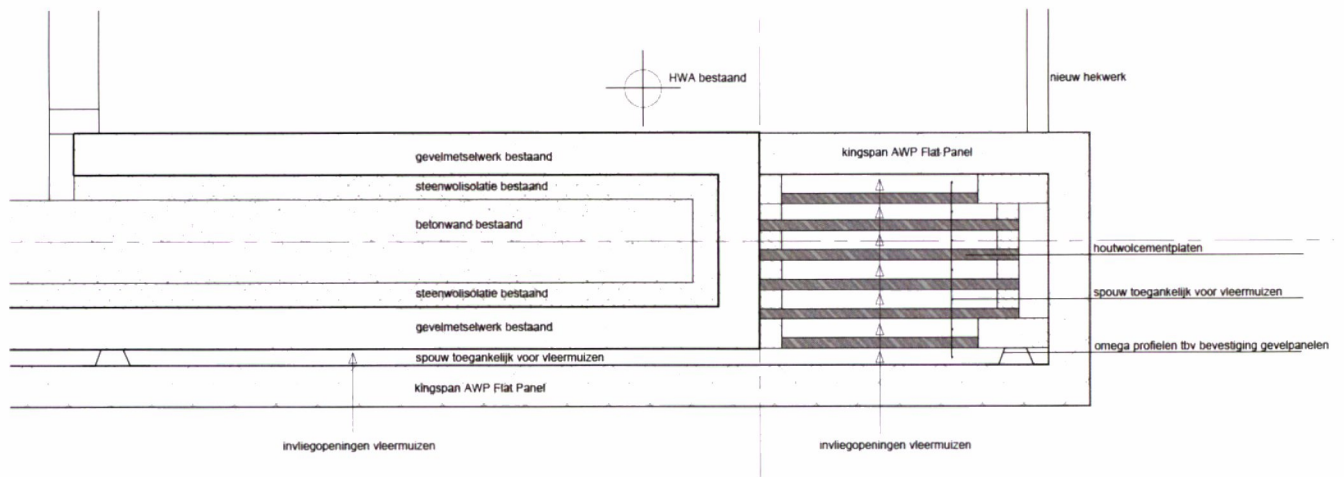 HWA bestaand
nieuw hekwerk
gevelmetselwerk bestaand
kingspan AWP Flat Panel
steenwolisolatie bestaand
betonwand bestaand
houtwolcementplaten
steenwolisolatie bestaand
spouw toegankelijk voor vleermuizen
gevelmetselwerk bestaand
omega profielen tbv bevestiging gevelpanelen
spouw toegankelijk voor vleermuizen
kingspan AWP Flat Panel
invliegopeningen vleermuizen
invliegopeningen vleermuizen